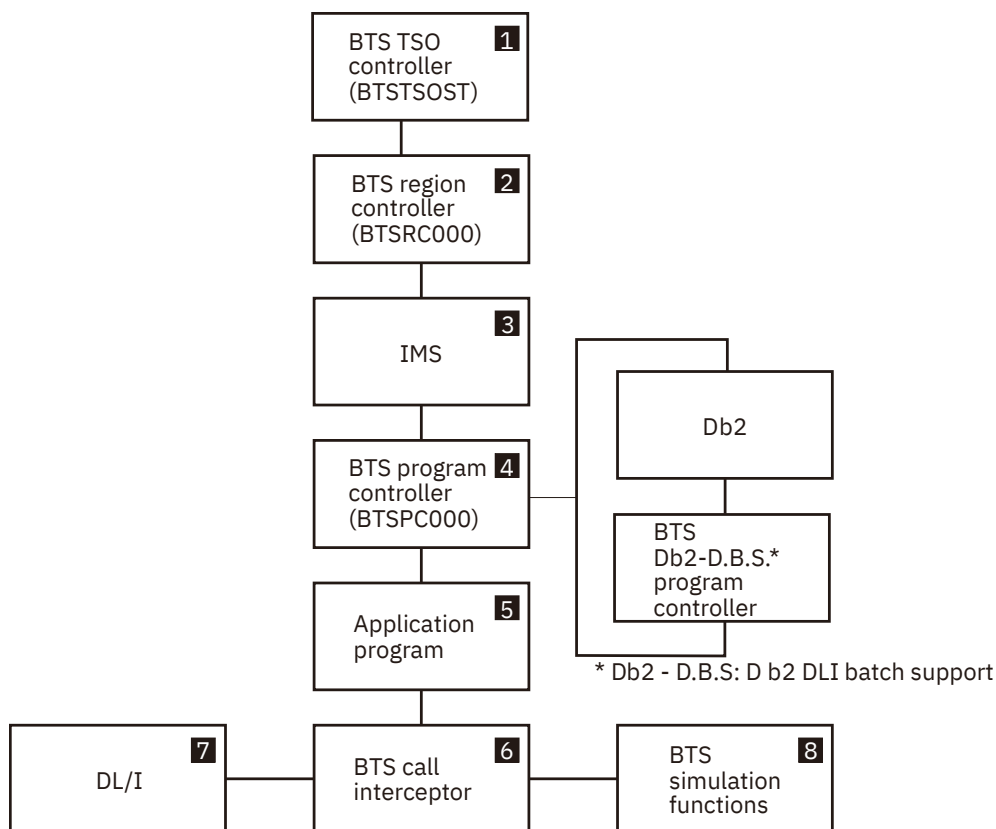 BTS TSO
controller
(BTSTSOST)
1
BTS region
controller
(BTSRC000)
2
IMS
3
BTS program
controller
(BTSPC000)
4
Db2
BTS
Db2-D.B.S.*
program
controller
Application
program
5
* Db2 - D.B.S: D b2 DLI batch support
DL/I
7
BTS call
interceptor
6
BTS
simulation
functions
8